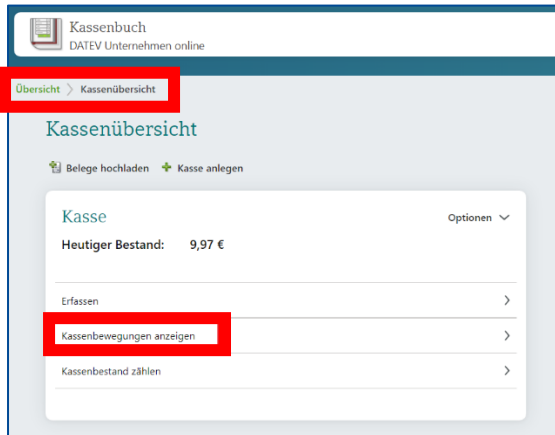 Kassenbuch
DATEV Unternehmen online
Übersicht > Kassenübersicht
Kassenübersicht
Belege hochladen Kasse anlegen
Kasse Optionen
Heutiger Bestand: 9,97 €
Erfassen
Kassenbewegungen anzeigen
Kassenbestand zählen